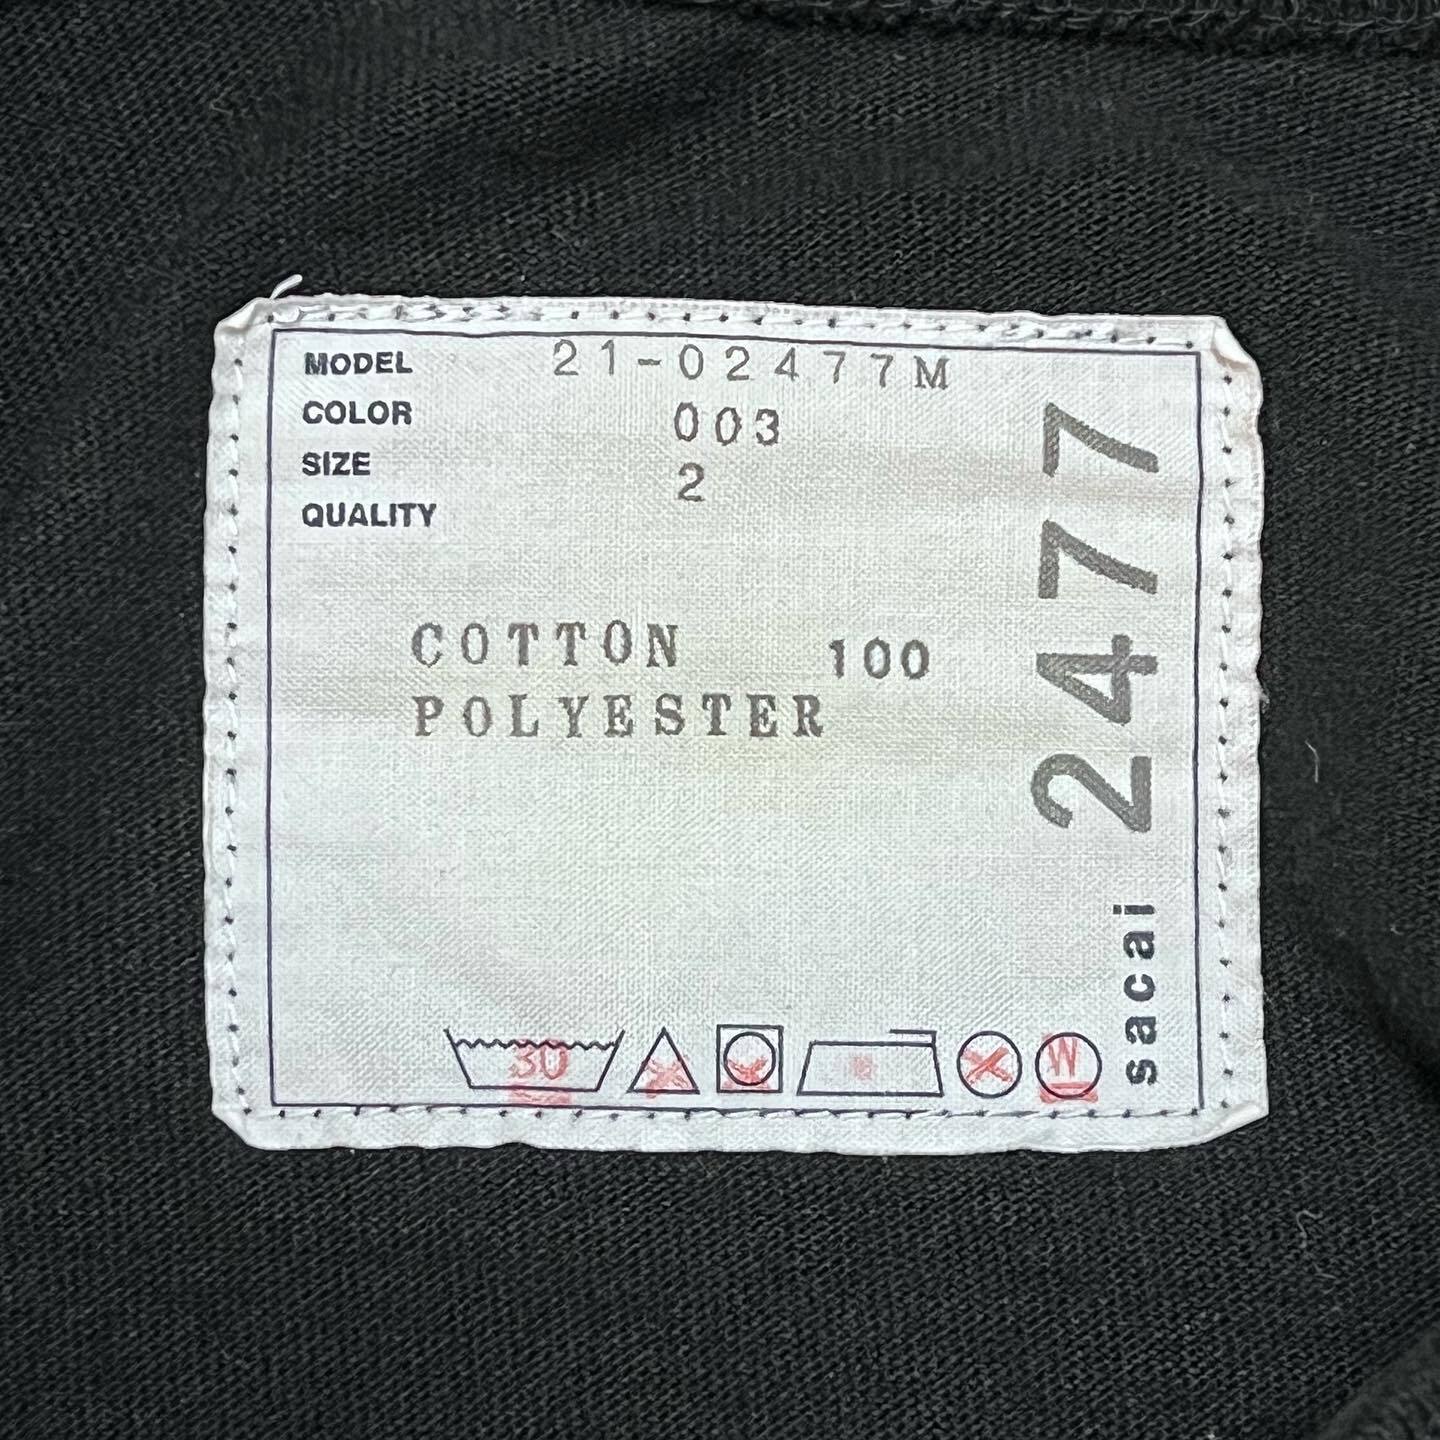 MODEL 21-02477M
COLOR 003
SIZE 2
QUALITY
COTTON 100
POLYESTER
30
W
sacai 2477